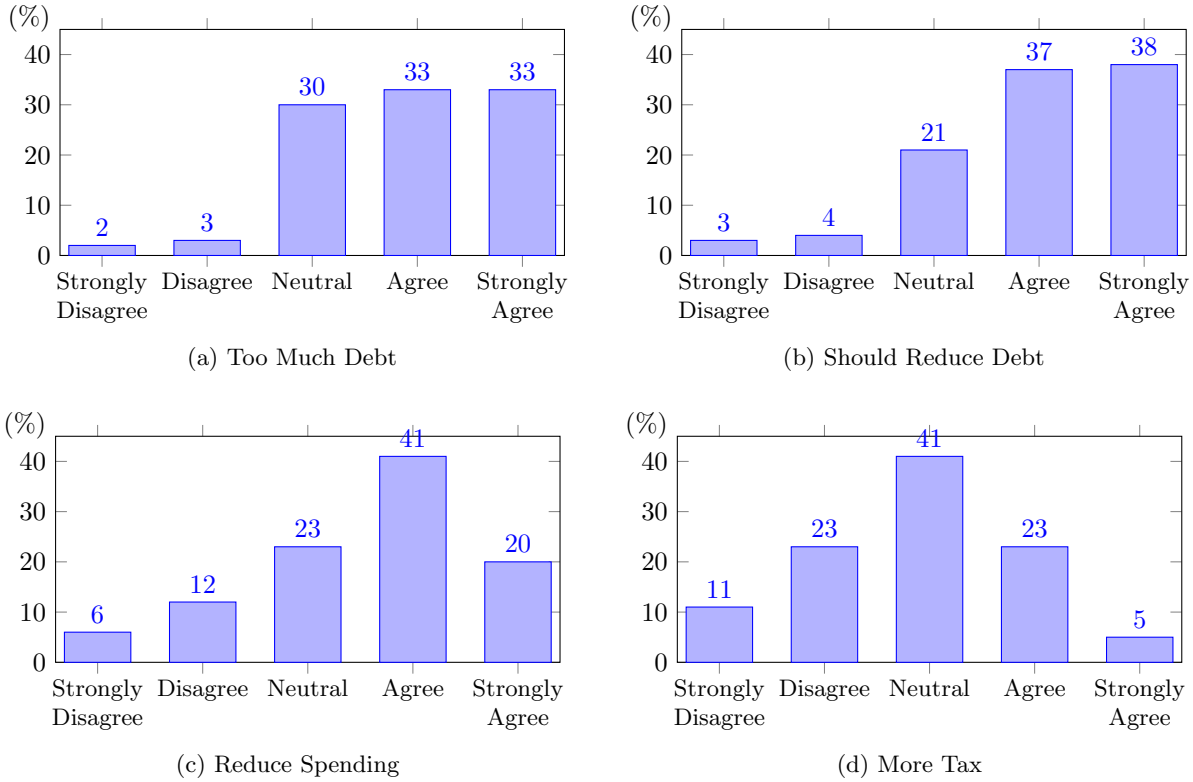 (%)
40
30
20
10
0
2
3
30
33
33
Strongly Disagree
Disagree
Neutral
Agree
Strongly Agree
(a) Too Much Debt
(%)
40
30
20
10
0
3
4
21
37
38
Strongly Disagree
Disagree
Neutral
Agree
Strongly Agree
(b) Should Reduce Debt
(%)
40
30
20
10
0
6
12
23
41
20
Strongly Disagree
Disagree
Neutral
Agree
Strongly Agree
(c) Reduce Spending
(%)
40
30
20
10
0
11
23
41
23
5
Strongly Disagree
Disagree
Neutral
Agree
Strongly Agree
(d) More Tax